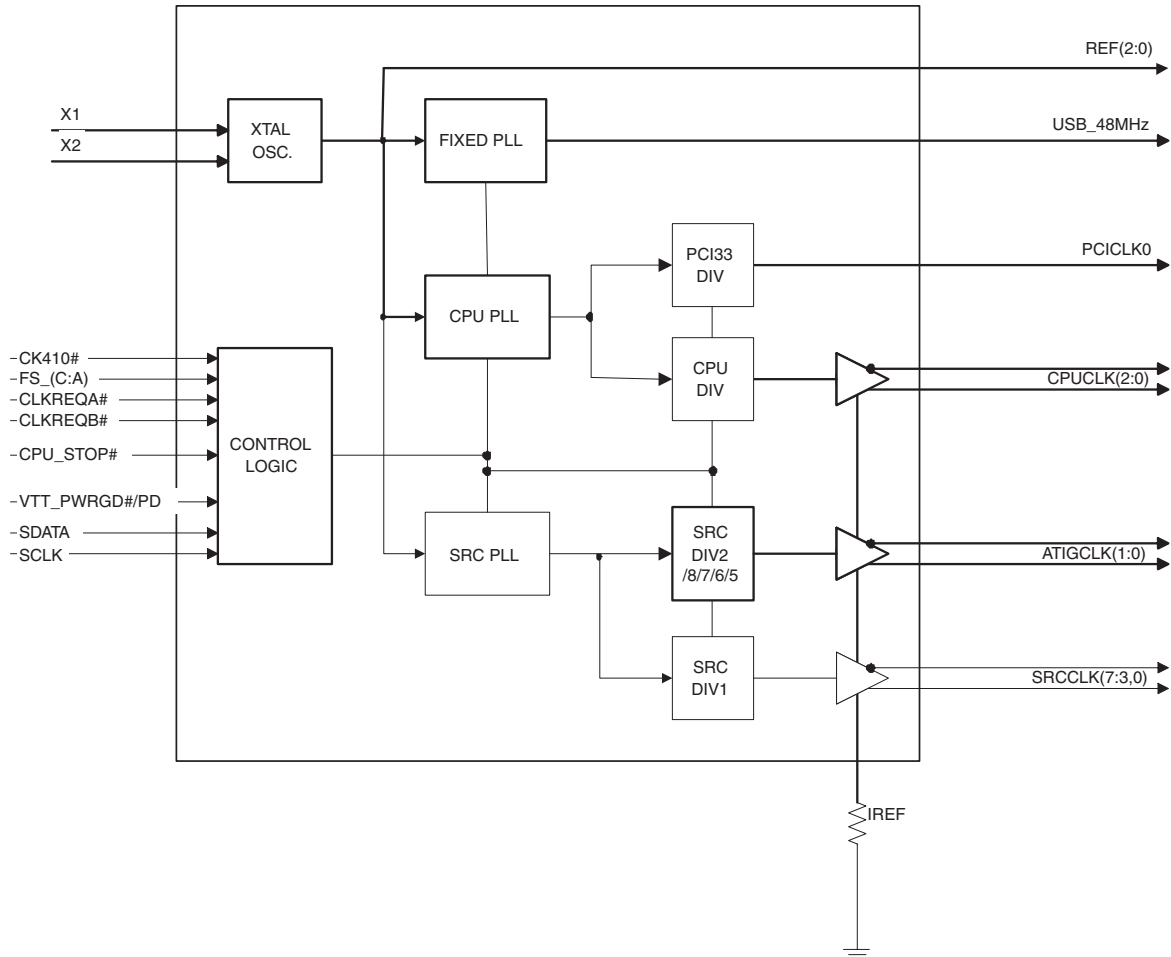 REF(2:0)
X1
X2
XTAL
OSC.
FIXED PLL
USB_48MHz
PCI33
DIV
PCICLK0
CPU PLL
CPU
DIV
CPUCLK(2:0)
CK410#
FS_(C:A)
CLKREQA#
CLKREQB#
CPU_STOP#
VTT_PWRGD#/PD
SDATA
SCLK
CONTROL
LOGIC
SRC PLL
SRC
DIV2
/8/7/6/5
ATIGCLK(1:0)
SRC
DIV1
SRCCLK(7:3,0)
IREF